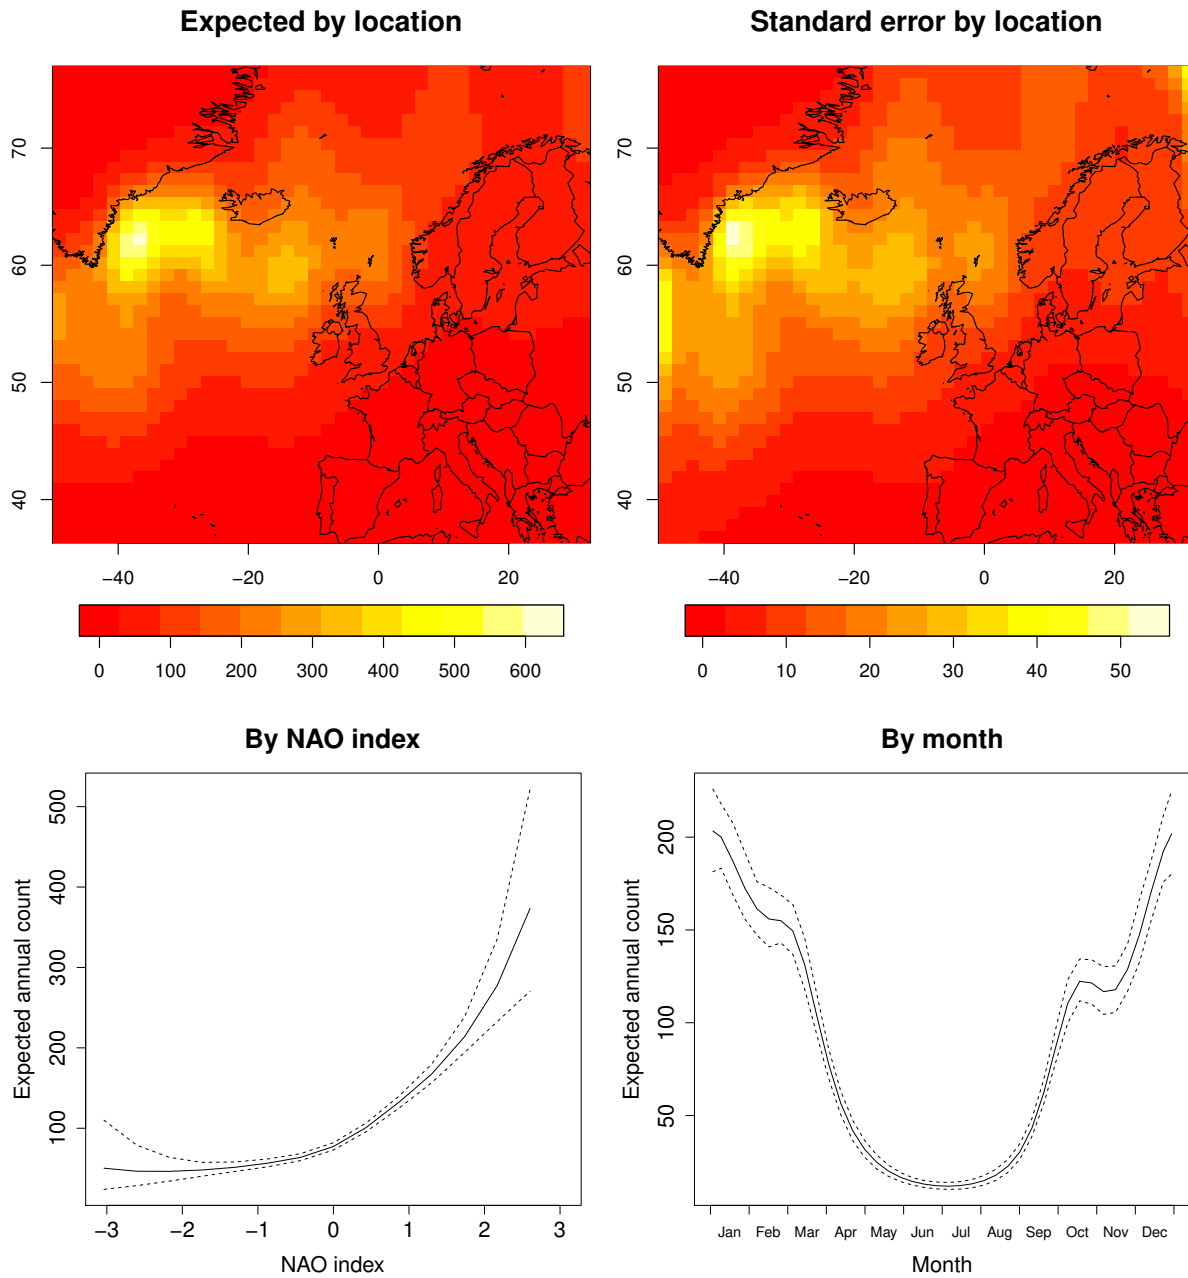 Expected by location
Standard error by location
70
60
50
40
−40 −20 0 20
0 100 200 300 400 500 600
70
60
50
40
−40 −20 0 20
0 10 20 30 40 50
By NAO index
By month
Expected annual count
500
400
300
200
100
−3 −2 −1 0 1 2 3
NAO index
Expected annual count
200
150
100
50
Jan Feb Mar Apr May Jun Jul Aug Sep Oct Nov Dec
Month